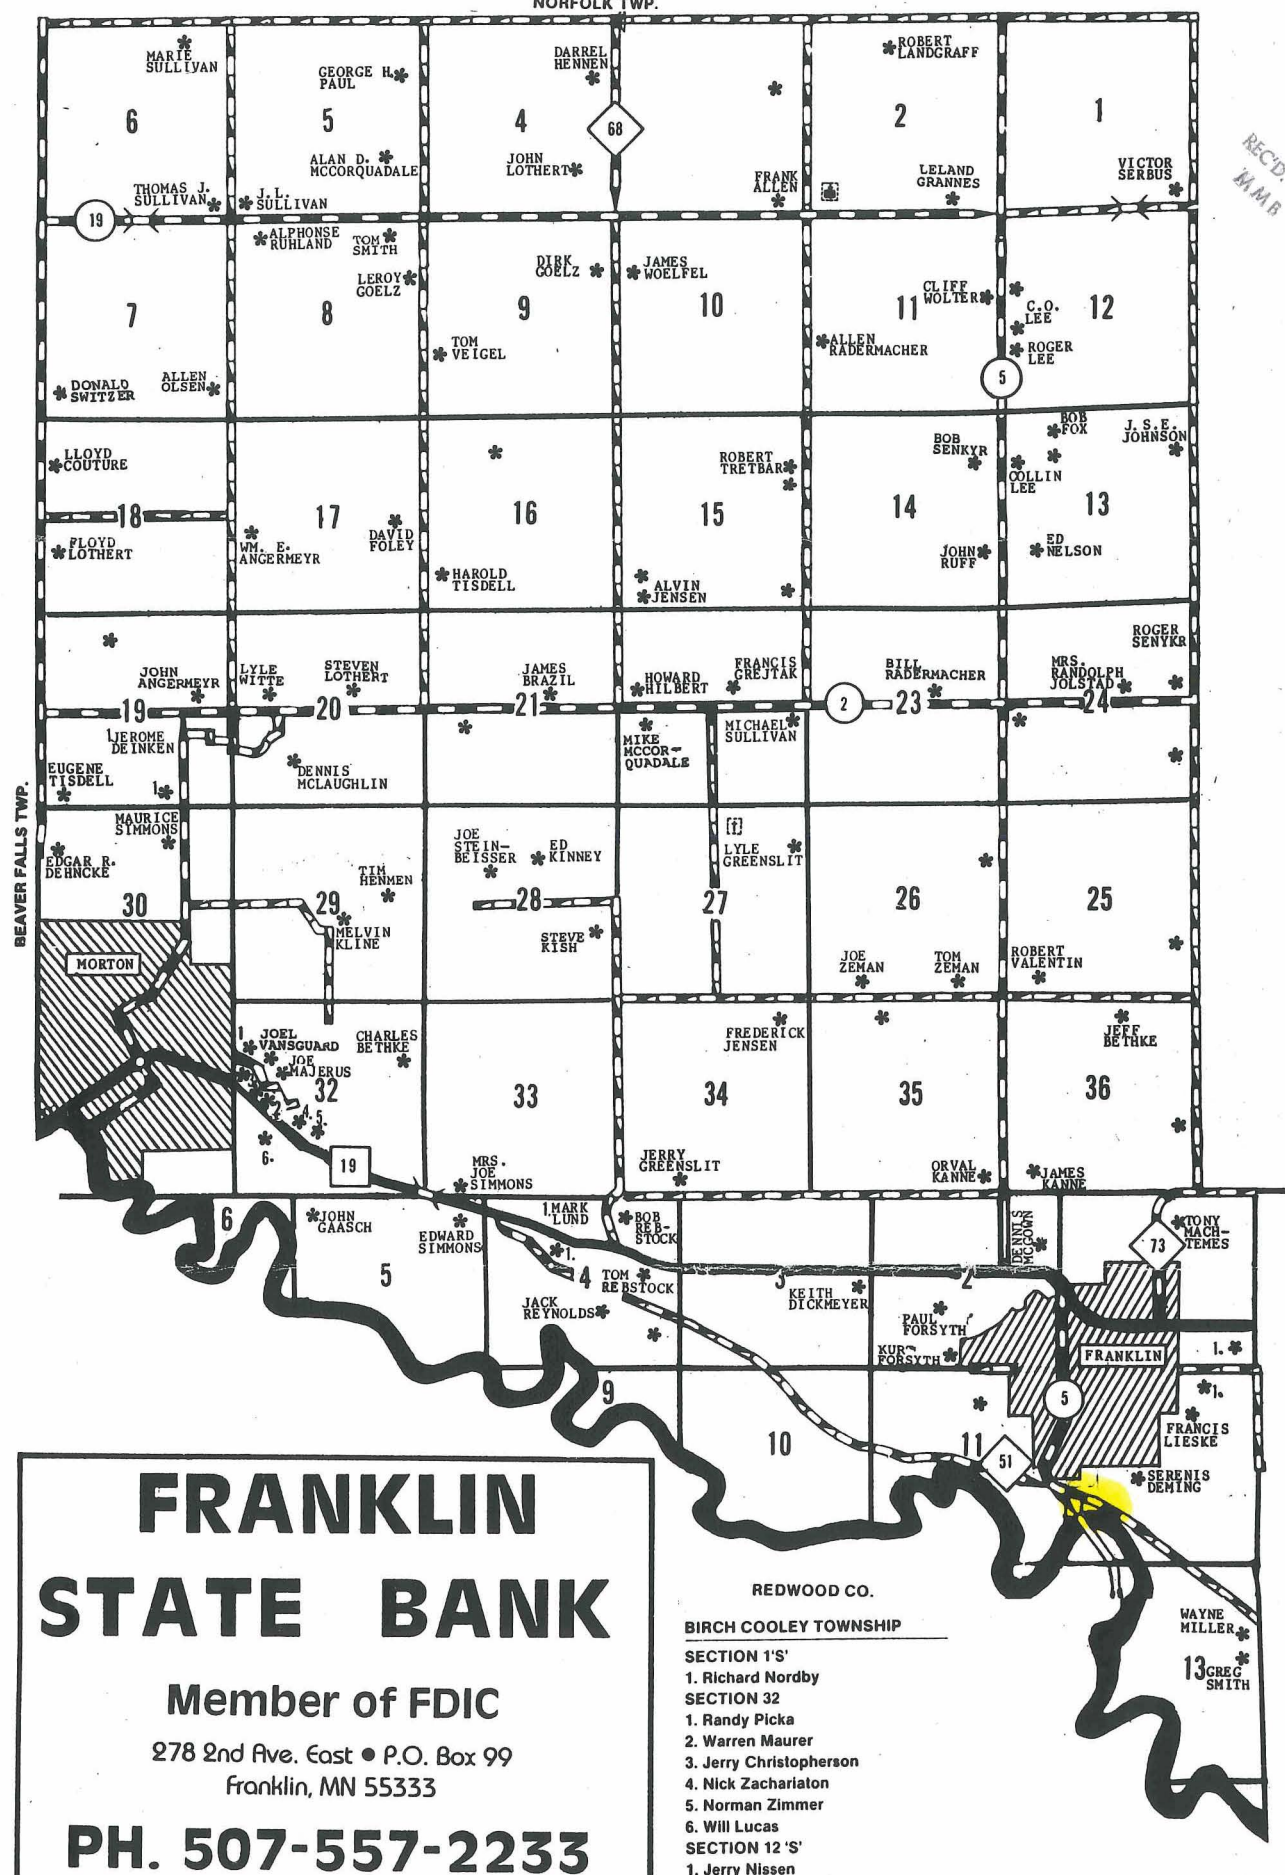 NORFOLK TWP.
MARIE
SULLIVAN
GEORGE H.
PAUL
DARREL
HENNEN
ROBERT
LANDGRAFF
6
5
4
68
2
1
REC'D.
MMB
ALAN D.
MCCORQUADALE
JOHN
LOTHERT
FRANK
ALLEN
LELAND
GRANNES
VICTOR
SERBUS
THOMAS J.
SULLIVAN
J.L.
SULLIVAN
19
ALPHONSE
RUHLAND
TOM
SMITH
LEROY
GOELZ
DIRK
GOELZ
JAMES
WOELFEL
CLIFF
WOLTER
C.O.
LEE
ROGER
LEE
7
8
9
10
11
12
TOM
VEIGEL
ALLEN
RADERMACHER
5
DONALD
SWITZER
ALLEN
OLSEN
LLOYD
COUTURE
ROBERT
TRETBAR
BOB
SENKYR
BOB
FOX
J.S.E.
JOHNSON
COLLIN
LEE
18
17
16
15
14
13
FLOYD
LOTHERT
WM. E.
ANGERMEYR
DAVID
FOLEY
HAROLD
TISDELL
ALVIN
JENSEN
JOHN
RUFF
ED
NELSON
JOHN
ANGERMEYR
LYLE
WITTE
STEVEN
LOTHERT
JAMES
BRAZIL
HOWARD
HILBERT
FRANCIS
GREJTAK
BILL
RADERMACHER
MRS.
RANDOLPH
JOLSTAD
ROGER
SENYKR
19
20
21
2
23
24
JEROME
DEINKEN
EUGENE
TISDELL
1
DENNIS
MCLAUGHLIN
MIKE
MCCOR-
QUADALE
MICHAEL
SULLIVAN
BEAVER FALLS TWP.
MAURICE
SIMMONS
EDGAR R.
DEHNCKE
TIM
HENMEN
JOE
STEIN-
BEISSER
ED
KINNEY
LYLE
GREENSLIT
30
29
28
27
26
25
MELVIN
KLINE
STEVE
KISH
JOE
ZEMAN
TOM
ZEMAN
ROBERT
VALENTIN
MORTON
1
JOEL
VANSGUARD
JOE
MAJERUS
CHARLES
BETHKE
FREDERICK
JENSEN
JEFF
BETHKE
32
33
34
35
36
2
4.
5.
6.
19
MRS.
JOE
SIMMONS
JERRY
GREENSLIT
ORVAL
KANNE
JAMES
KANNE
6
JOHN
GAASCH
EDWARD
SIMMONS
1.MARK
LUND
BOB
REB-
STOCK
DENNIS
MCGOWN
73
TONY
MACH-
TEMES
5
1.
4
TOM
REBSTOCK
3
2
KEITH
DICKMEYER
JACK
REYNOLDS
PAUL
FORSYTH
FORSYTH
FRANKLIN
1.
9
10
11
5
51
1.
FRANCIS
LIESKE
SERENIS
DEMING
WAYNE
MILLER
13
GREG
SMITH
FRANKLIN
STATE BANK
Member of FDIC
278 2nd Ave. East ● P.O. Box 99
Franklin, MN 55333
PH. 507-557-2233
REDWOOD CO.
BIRCH COOLEY TOWNSHIP
SECTION 1'S'
1. Richard Nordby
SECTION 32
1. Randy Picka
2. Warren Maurer
3. Jerry Christopherson
4. Nick Zachariaton
5. Norman Zimmer
6. Will Lucas
SECTION 12 'S'
1. Jerry Nissen